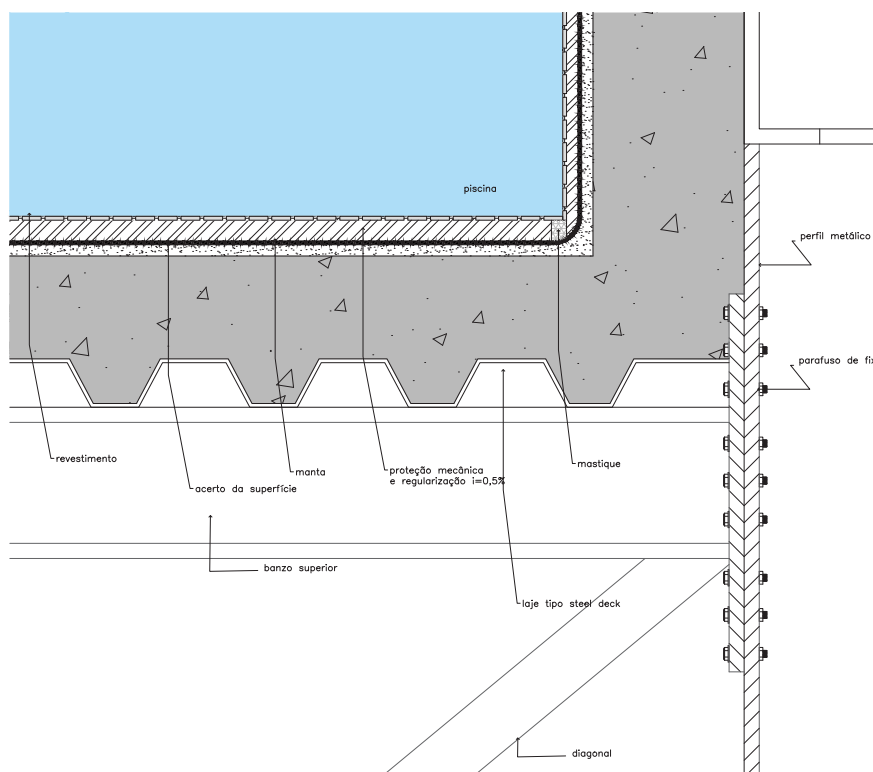 piscina
perfil metálico
parafuso de fix
revestimento
manta
proteção mecânica
e regularização i=0,5%
mastique
acerto da superfície
banzo superior
laje tipo steel deck
diagonal